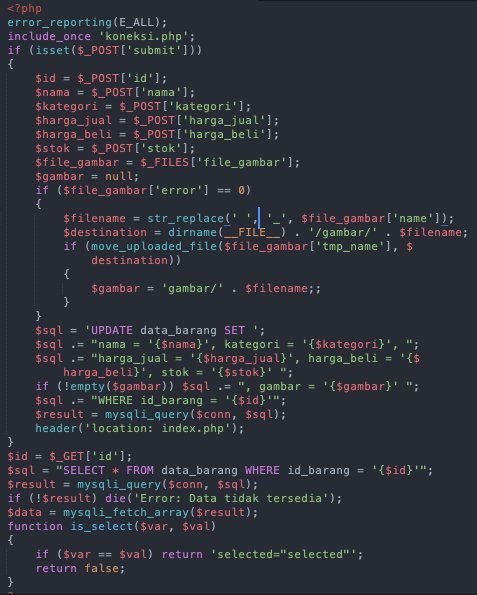 <?php
error_reporting(E_ALL);
include_once 'koneksi.php';
if (isset($_POST['submit']))
{
    $id = $_POST['id'];
    $nama = $_POST['nama'];
    $kategori = $_POST['kategori'];
    $harga_jual = $_POST['harga_jual'];
    $harga_beli = $_POST['harga_beli'];
    $stok = $_POST['stok'];
    $file_gambar = $_FILES['file_gambar'];
    $gambar = null;
    if ($file_gambar['error'] == 0)
    {
        $filename = str_replace(' ', '_', $file_gambar['name']);
        $destination = dirname(__FILE__) . '/gambar/' . $filename;
        if (move_uploaded_file($file_gambar['tmp_name'], $
            destination))
        {
            $gambar = 'gambar/' . $filename;;
        }
    }
    $sql = 'UPDATE data_barang SET ';
    $sql .= "nama = '{$nama}', kategori = '{$kategori}', ";
    $sql .= "harga_jual = '{$harga_jual}', harga_beli = '{$
        harga_beli}', stok = '{$stok}' ";
    if (!empty($gambar)) $sql .= ", gambar = '{$gambar}' ";
    $sql .= "WHERE id_barang = '{$id}'";
    $result = mysqli_query($conn, $sql);
    header('location: index.php');
}
$id = $_GET['id'];
$sql = "SELECT * FROM data_barang WHERE id_barang = '{$id}'";
$result = mysqli_query($conn, $sql);
if (!$result) die('Error: Data tidak tersedia');
$data = mysqli_fetch_array($result);
function is_select($var, $val)
{
    if ($var == $val) return 'selected="selected"';
    return false;
}